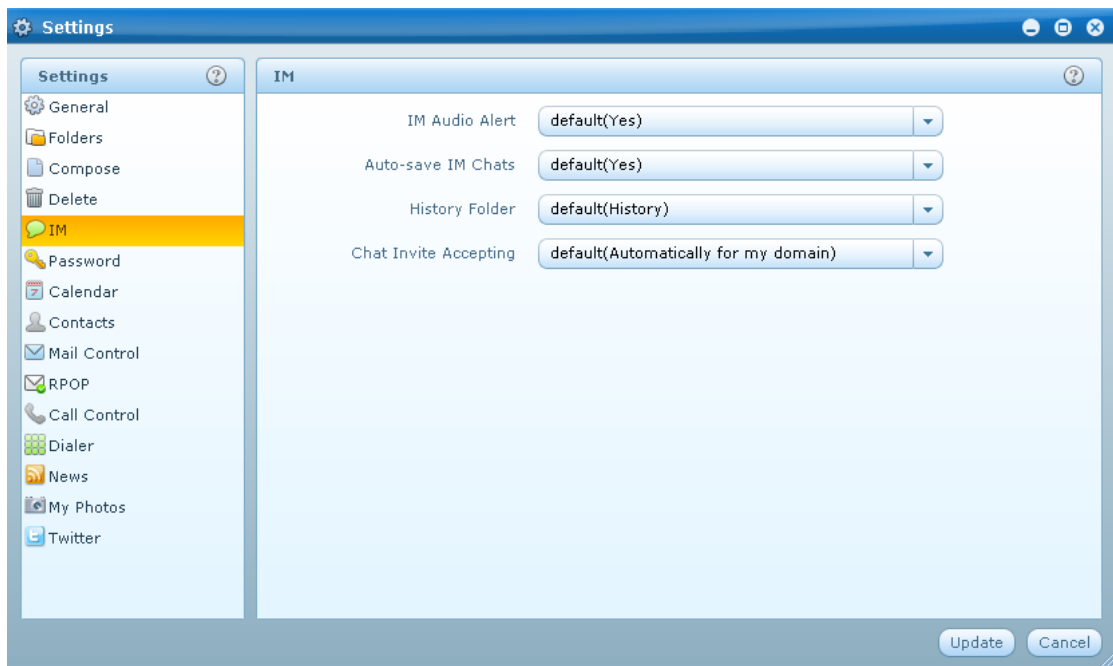 Settings
Settings
General
Folders
Compose
Delete
IM
Password
Calendar
Contacts
Mail Control
RPOP
Call Control
Dialer
News
My Photos
Twitter
IM
IM Audio Alert default(Yes)
Auto-save IM Chats default(Yes)
History Folder default(History)
Chat Invite Accepting default(Automatically for my domain)
Update Cancel